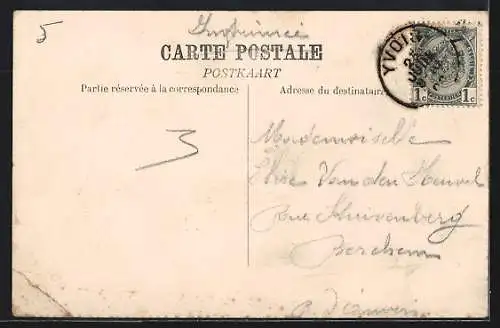 5
Imprimée
CARTE POSTALE
POSTKAART
Partie réservée à la correspondance
Adresse du destinataire
YVOIR
1c 1c
3
Mademoiselle
Elise Van den Heuvel
Rue
Berchem